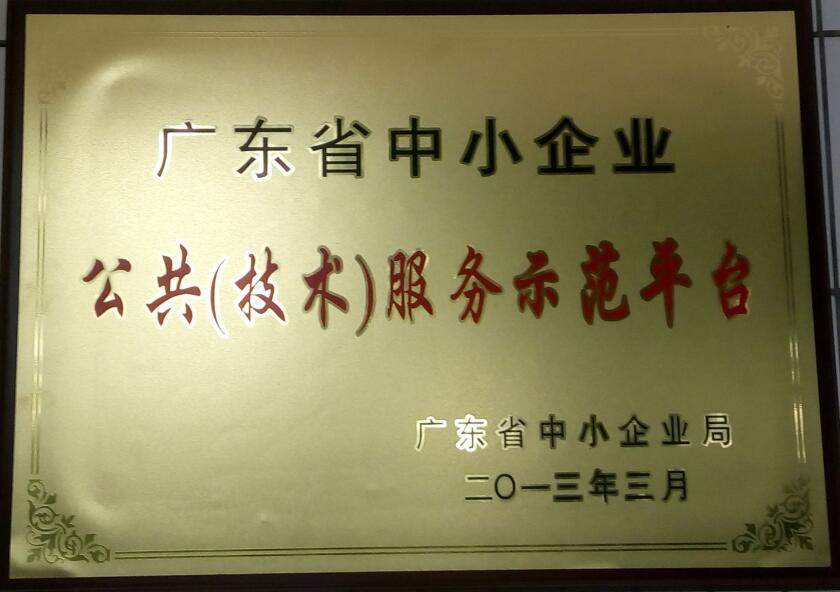 广东省中小企业
公共(技术)服务示范平台
广东省中小企业局
二〇一三年三月